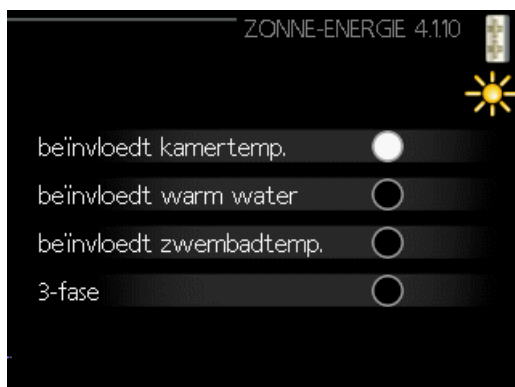 ZONNE-ENERGIE 4.1.10
beïnvloedt kamertemp.
beïnvloedt warm water
beïnvloedt zwembadtemp.
3-fase